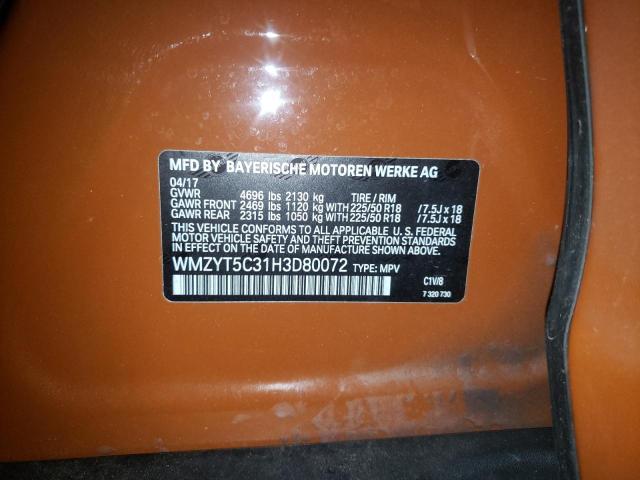 MFD BY BAYERISCHE MOTOREN WERKE AG
04/17
GVWR 4696 lbs 2130 kg TIRE / RIM
GAWR FRONT 2469 lbs 1120 kg WITH 225/50 R18 /7.5J x 18
GAWR REAR 2315 lbs 1050 kg WITH 225/50 R18 /7.5J x 18
THIS VEHICLE CONFORMS TO ALL APPLICABLE U. S. FEDERAL
MOTOR VEHICLE SAFETY AND THEFT PREVENTION STANDARDS
IN EFFECT ON THE DATE OF MANUFACTURE SHOWN ABOVE.
WMZYT5C31H3D80072 TYPE: MPV
C1V/8
7 320 730